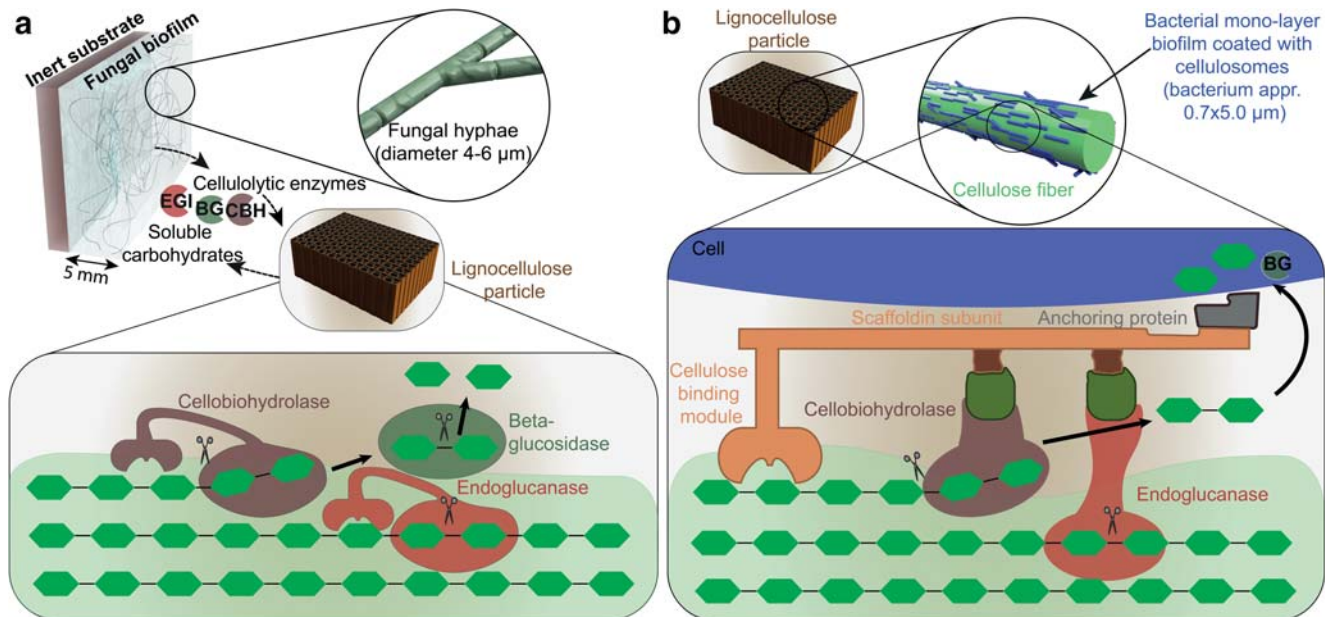 a
Inert substrate
Fungal biofilm
Fungal hyphae
(diameter 4-6 µm)
Cellulolytic enzymes
EGI
BG
CBH
Soluble
carbohydrates
5 mm
Lignocellulose
particle
Cellobiohydrolase
Beta-
glucosidase
Endoglucanase
b
Lignocellulose
particle
Bacterial mono-layer
biofilm coated with
cellulosomes
(bacterium appr.
0.7x5.0 µm)
Cellulose fiber
Cell
BG
Scaffoldin subunit
Anchoring protein
Cellulose
binding
module
Cellobiohydrolase
Endoglucanase